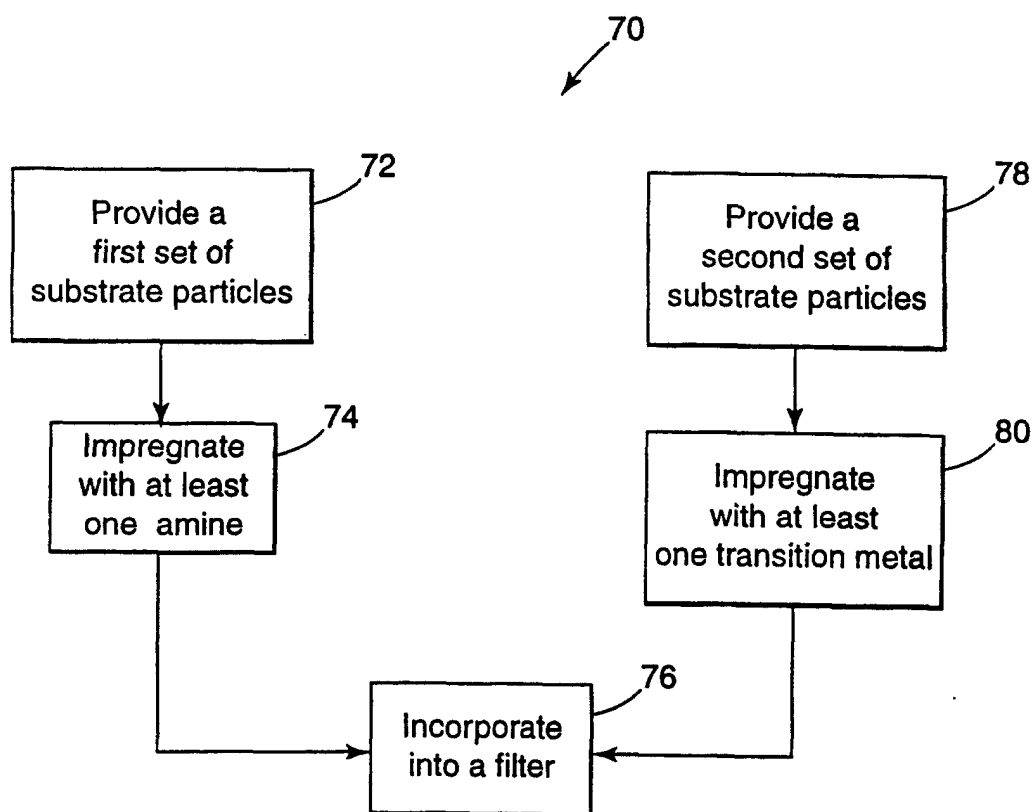 70
72
Provide a
first set of
substrate particles
78
Provide a
second set of
substrate particles
74
Impregnate
with at least
one amine
80
Impregnate
with at least
one transition metal
76
Incorporate
into a filter